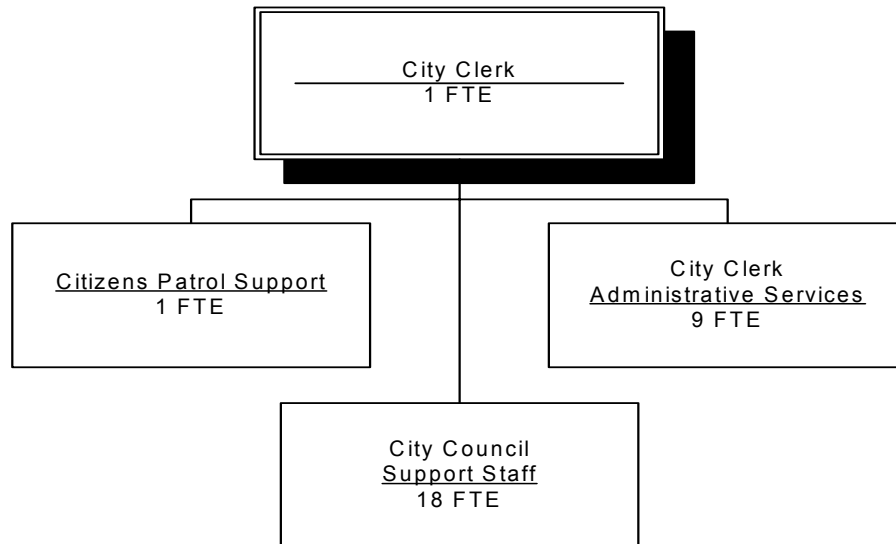 City Clerk
1 FTE
Citizens Patrol Support
1 FTE
City Clerk
Administrative Services
9 FTE
City Council
Support Staff
18 FTE